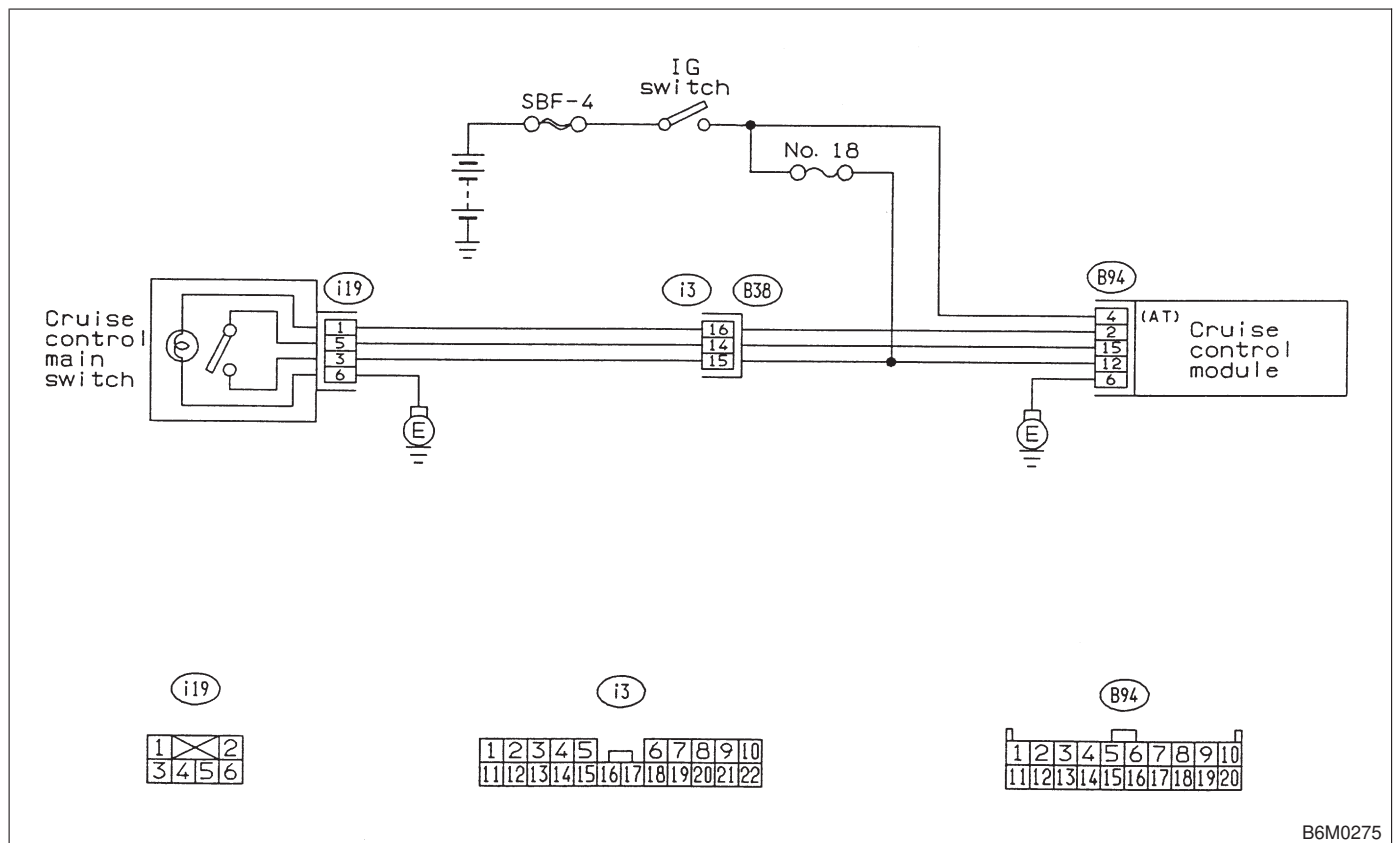 IG
switch
SBF-4
No. 18
i19
i3
B38
B94
Cruise
control
main
switch
1
5
3
6
16
14
15
4
2
15
12
6
(AT)
Cruise
control
module
E
E
i19
i3
B94
1 2
3 4 5 6
1 2 3 4 5 6 7 8 9 10
11 12 13 14 15 16 17 18 19 20 21 22
1 2 3 4 5 6 7 8 9 10
11 12 13 14 15 16 17 18 19 20
B6M0275